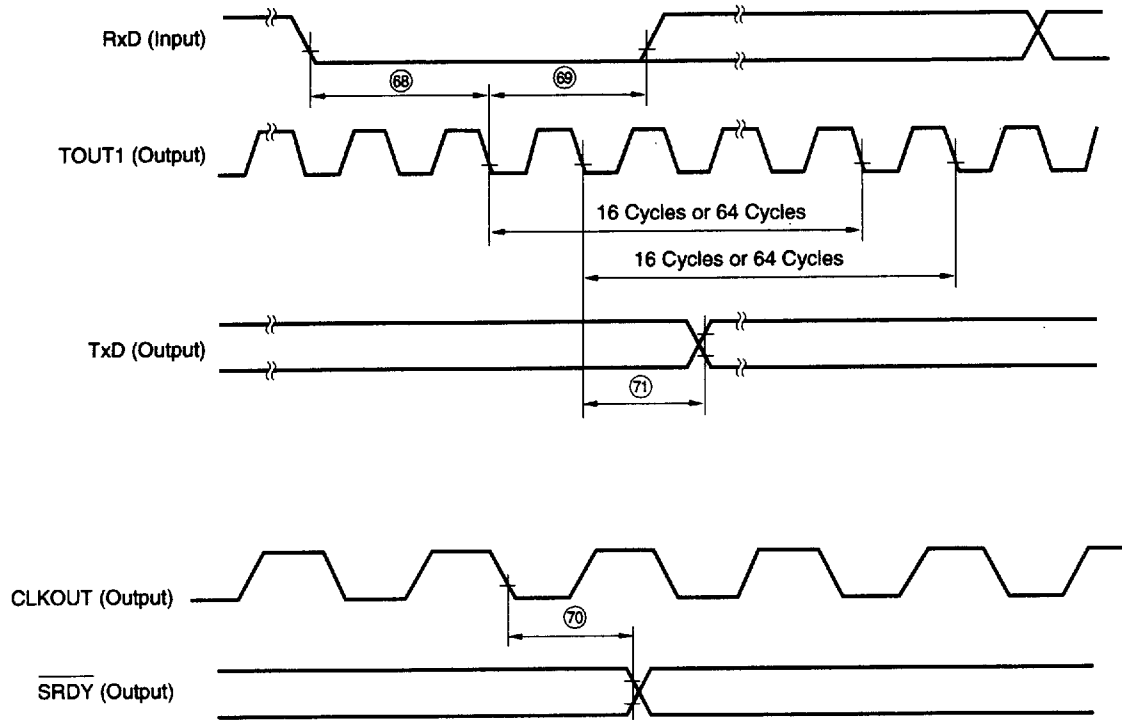 RxD (Input)
68
69
TOUT1 (Output)
16 Cycles or 64 Cycles
16 Cycles or 64 Cycles
TxD (Output)
71
CLKOUT (Output)
70
SRDY (Output)